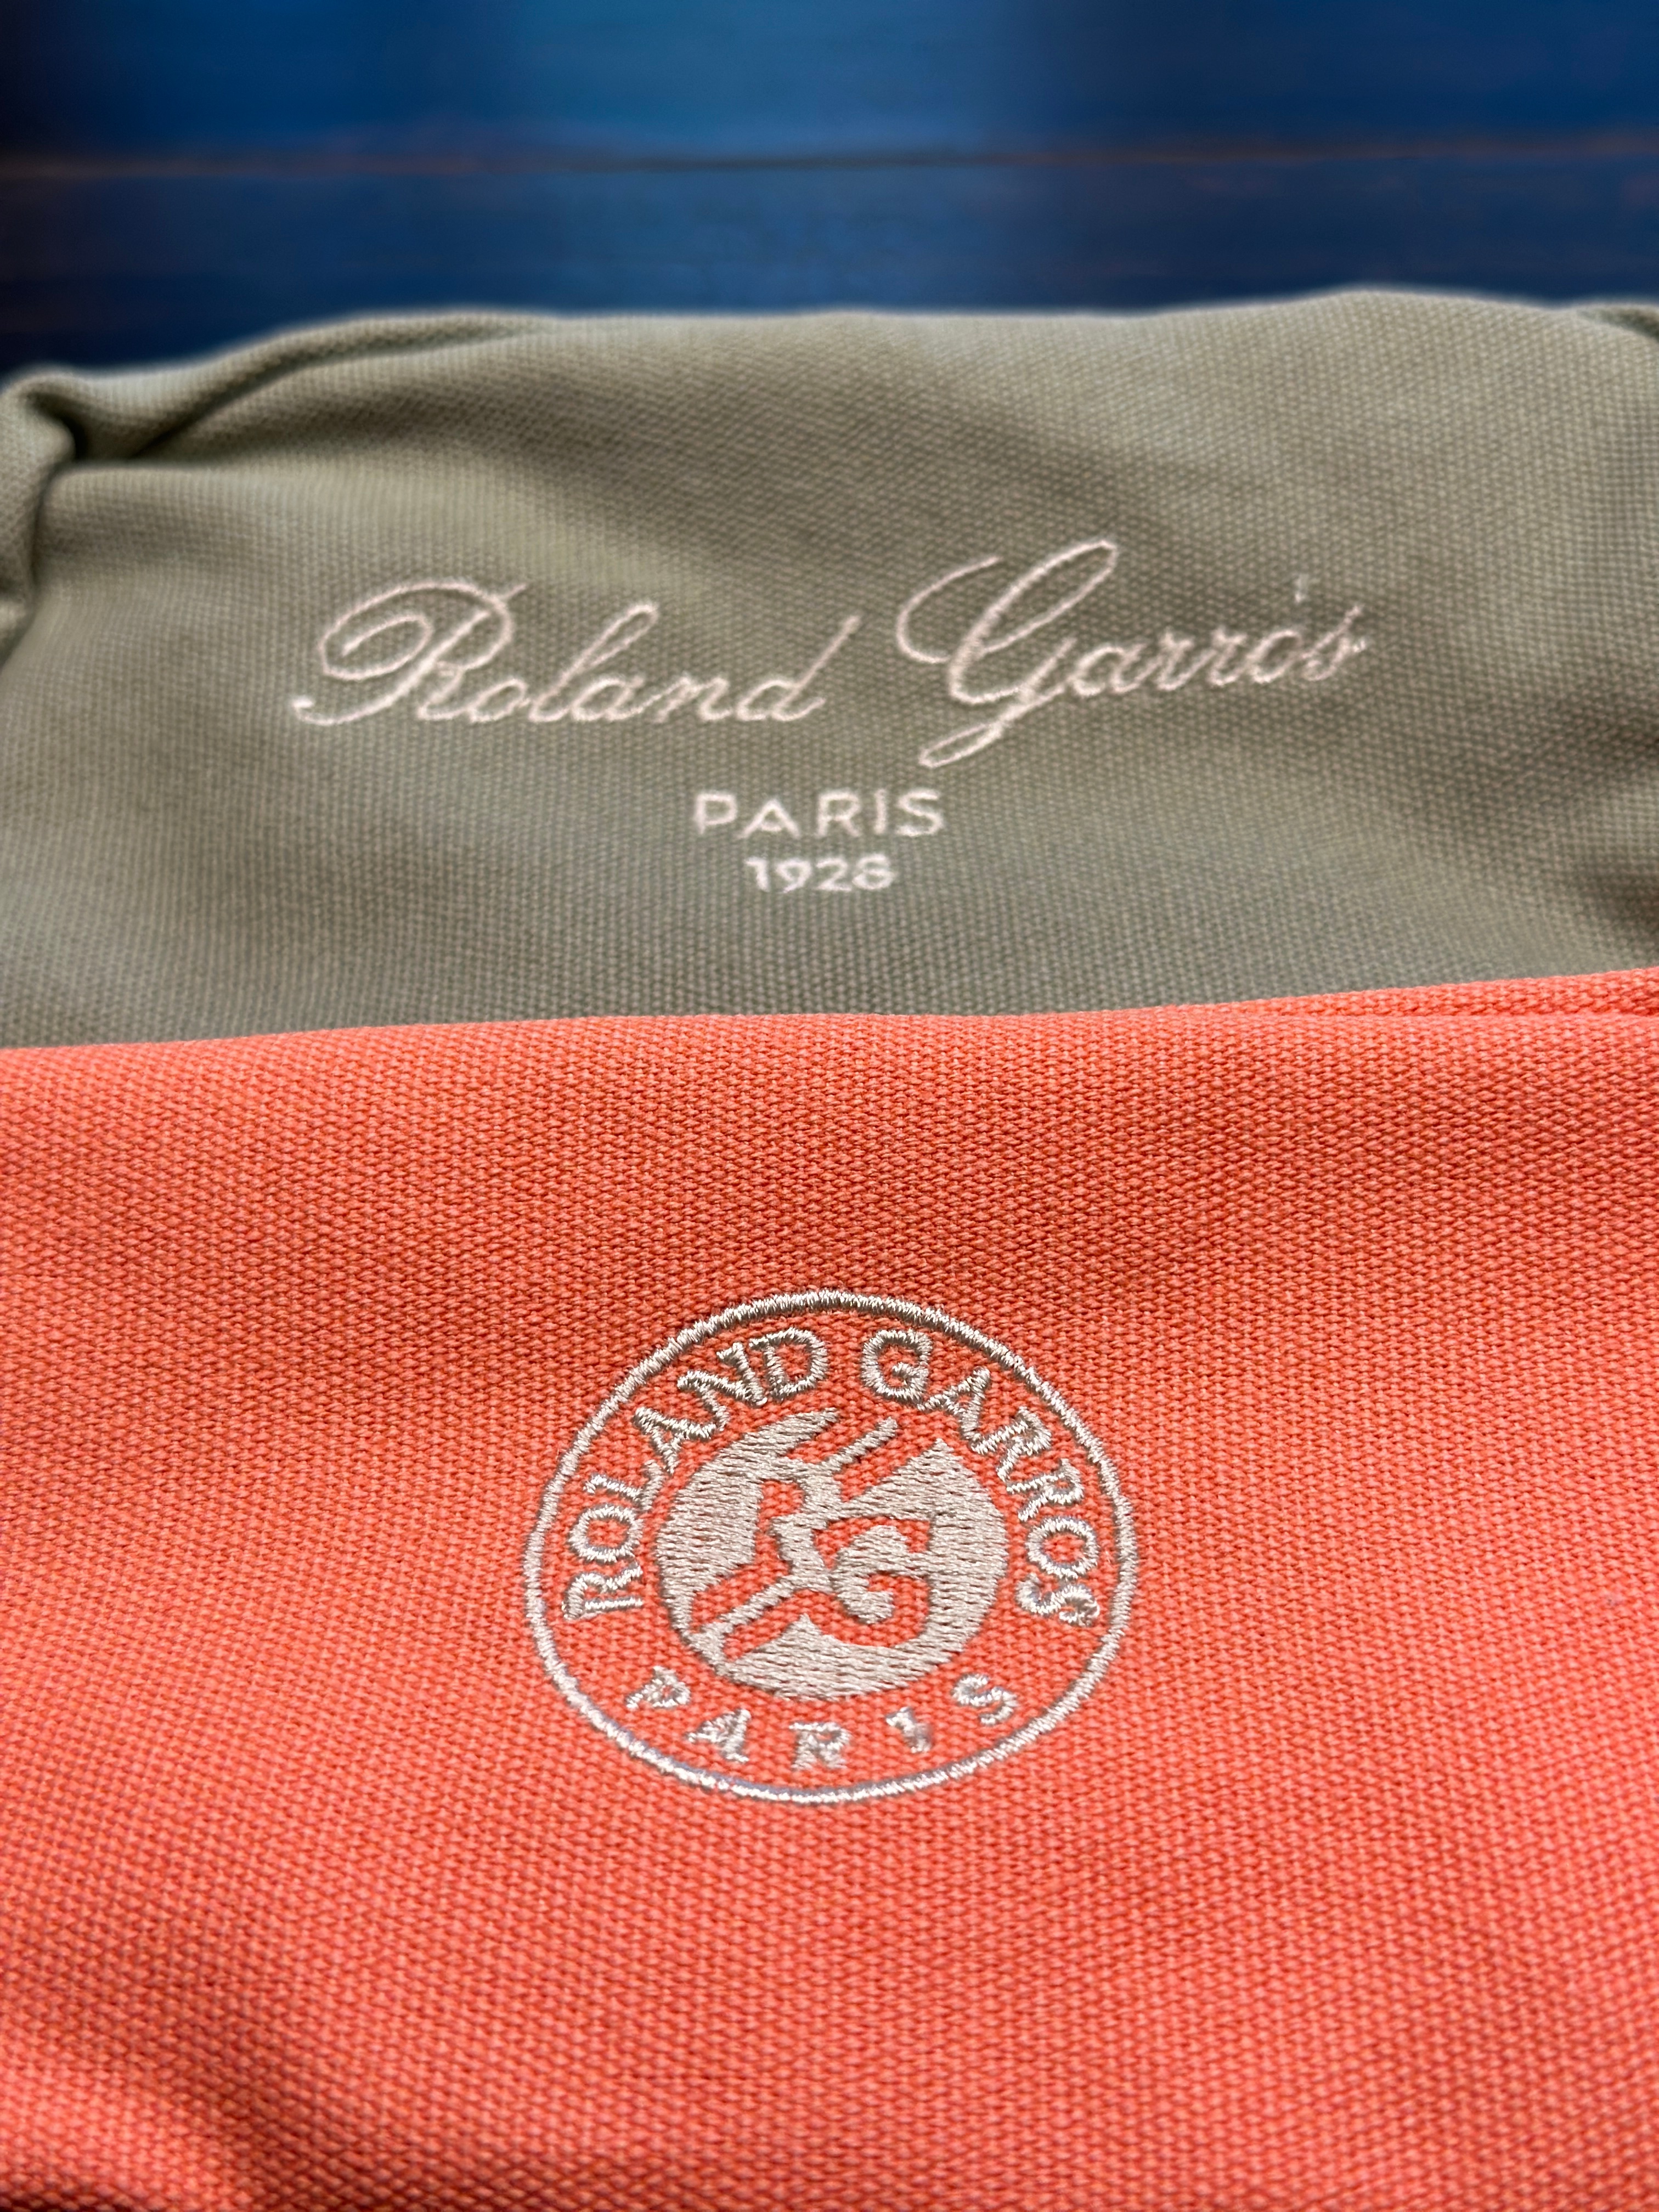 Roland Garros
PARIS
1928
ROLAND GARROS
RG
PARIS